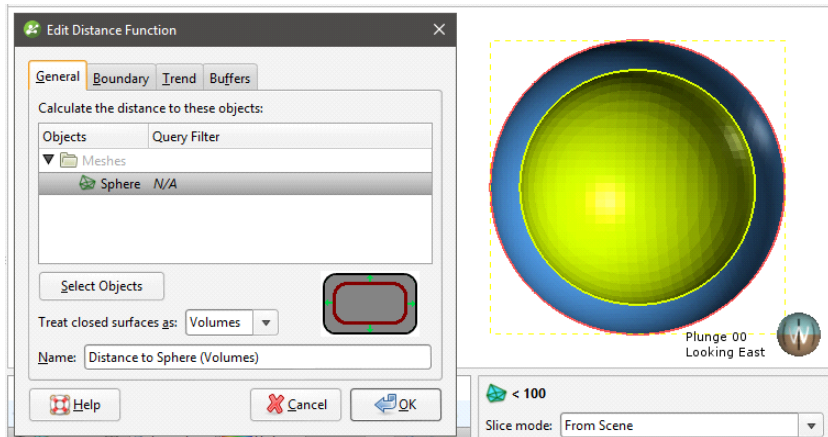 Edit Distance Function
General Boundary Trend Buffers
Calculate the distance to these objects:
Objects Query Filter
Meshes
Sphere N/A
Select Objects
Treat closed surfaces as: Volumes
Name: Distance to Sphere (Volumes)
Help Cancel OK
Plunge 00
Looking East
< 100
Slice mode: From Scene